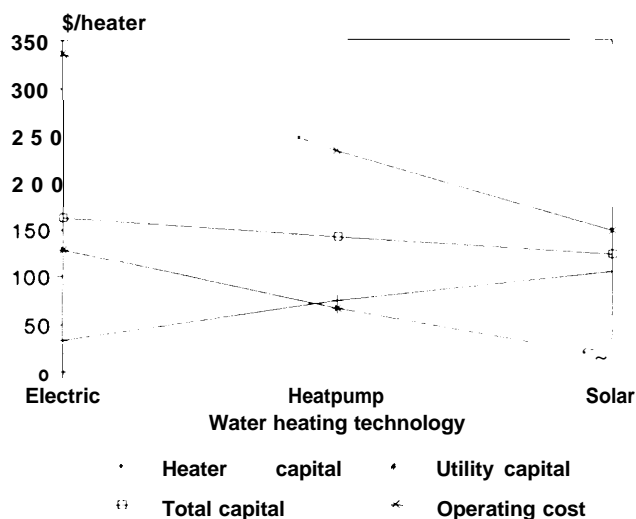 $/heater
350
300
250
200
150
100
50
0
Electric Heatpump Solar
Water heating technology
Heater capital Utility capital
Total capital Operating cost